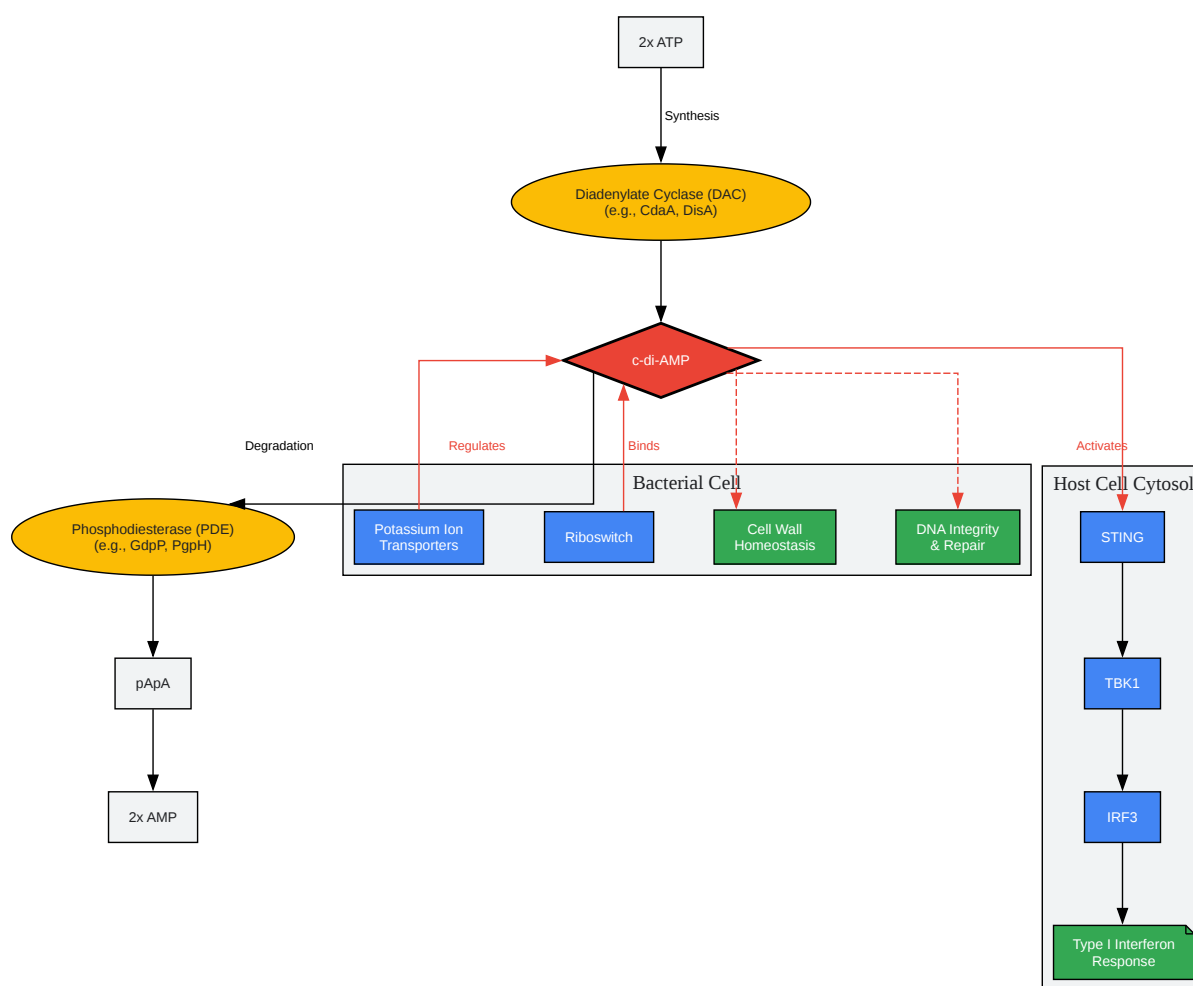 2x ATP
Synthesis
Diadenylate Cyclase (DAC)
(e.g., CdaA, DisA)
c-di-AMP
Degradation
Regulates
Binds
Activates
Bacterial Cell
Host Cell Cytosol
Phosphodiesterase (PDE)
(e.g., GdpP, PgpH)
Potassium Ion
Transporters
Riboswitch
Cell Wall
Homeostasis
DNA Integrity
& Repair
STING
pApA
TBK1
2x AMP
IRF3
Type I Interferon
Response